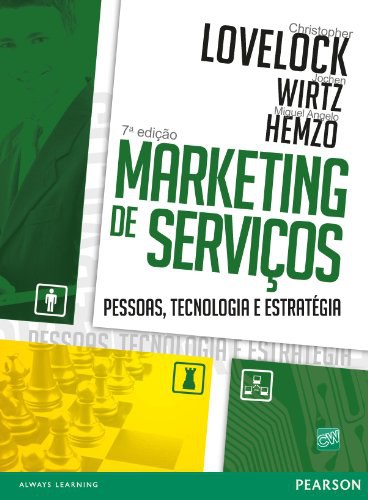 Christopher
LOVELOCK
Jochen
WIRTZ
Miguel Angelo
HEMZO
7ª edição
MARKETING
DE SERVIÇOS
PESSOAS, TECNOLOGIA E ESTRATÉGIA
PESSOAS, TECNOLOGIA E ESTRATÉGIA
CW
ALWAYS LEARNING
PEARSON